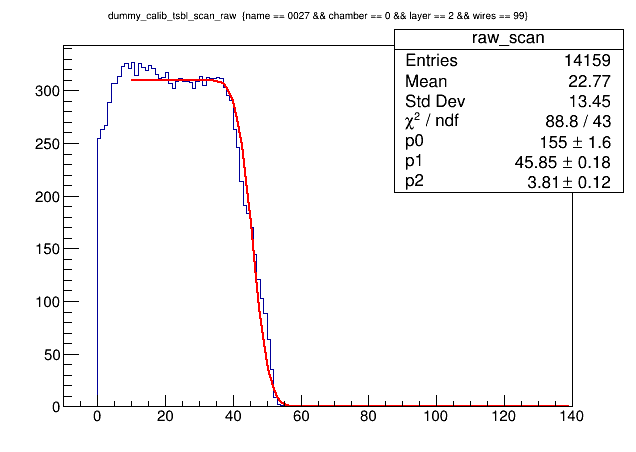 dummy_calib_tsbl_scan_raw {name == 0027 && chamber == 0 && layer == 2 && wires == 99}
raw_scan
Entries 14159
Mean 22.77
Std Dev 13.45
χ² / ndf 88.8 / 43
p0 155 ± 1.6
p1 45.85 ± 0.18
p2 3.81 ± 0.12
300
250
200
150
100
50
0
0 20 40 60 80 100 120 140